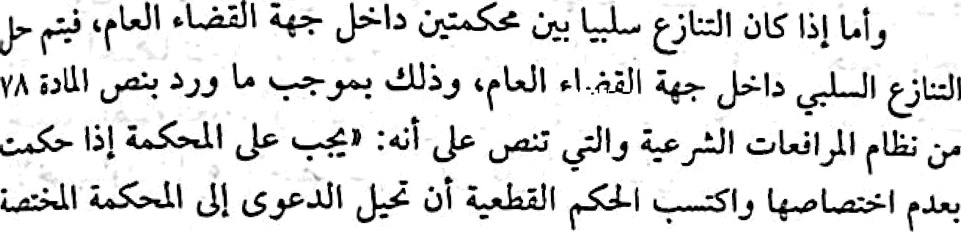 وأما إذا كان التنازع سلبيا بين محكمتين داخل جهة القضاء العام، فيتم حل
التنازع السلبي داخل جهة القضاء العام، وذلك بموجب ما ورد بنص المادة ٧٨
من نظام المرافعات الشرعية والتي تنص على أنه: «يجب على المحكمة إذا حكمت
بعدم اختصاصها واكتسب الحكم القطعية أن تحيل الدعوى إلى المحكمة المختصة